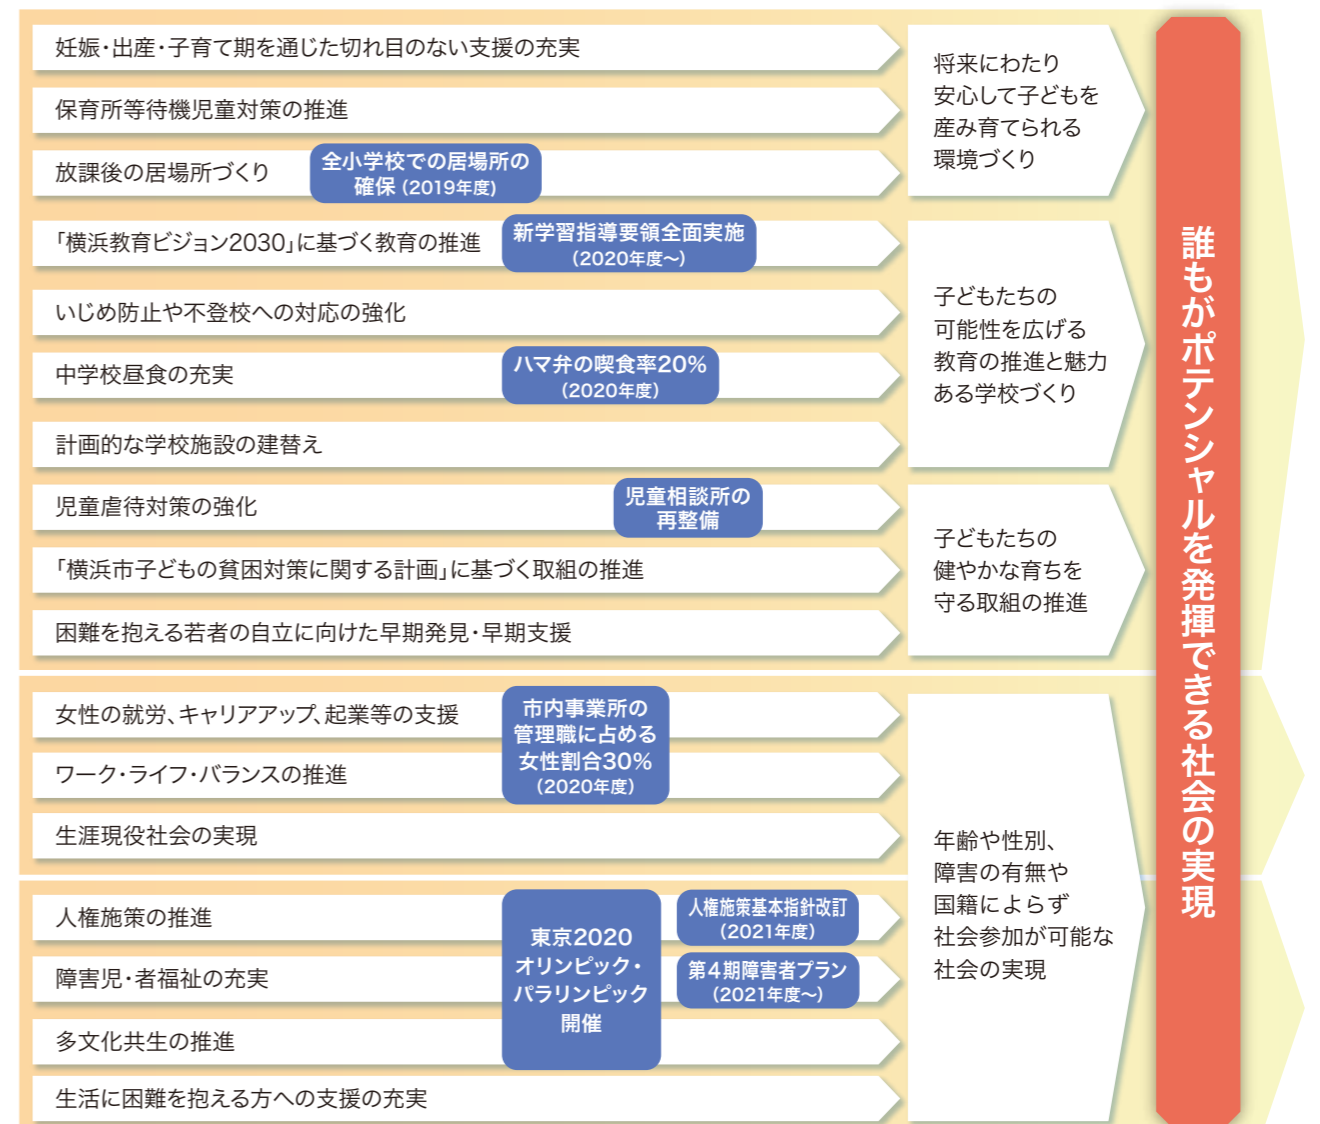 妊娠・出産・子育て期を通じた切れ目のない支援の充実
保育所等待機児童対策の推進
放課後の居場所づくり
全小学校での居場所の
確保（2019年度）
将来にわたり
安心して子どもを
産み育てられる
環境づくり
「横浜教育ビジョン2030」に基づく教育の推進
新学習指導要領全面実施
（2020年度～）
いじめ防止や不登校への対応の強化
中学校昼食の充実
ハマ弁の喫食率20%
（2020年度）
計画的な学校施設の建替え
子どもたちの
可能性を広げる
教育の推進と魅力
ある学校づくり
児童虐待対策の強化
児童相談所の
再整備
「横浜市子どもの貧困対策に関する計画」に基づく取組の推進
困難を抱える若者の自立に向けた早期発見・早期支援
子どもたちの
健やかな育ちを
守る取組の推進
女性の就労、キャリアアップ、起業等の支援
ワーク・ライフ・バランスの推進
市内事業所の
管理職に占める
女性割合30%
（2020年度）
生涯現役社会の実現
人権施策の推進
障害児・者福祉の充実
多文化共生の推進
生活に困難を抱える方への支援の充実
東京2020
オリンピック・
パラリンピック
開催
人権施策基本指針改訂
（2021年度）
第4期障害者プラン
（2021年度～）
年齢や性別、
障害の有無や
国籍によらず
社会参加が可能な
社会の実現
誰もがポテンシャルを発揮できる社会の実現